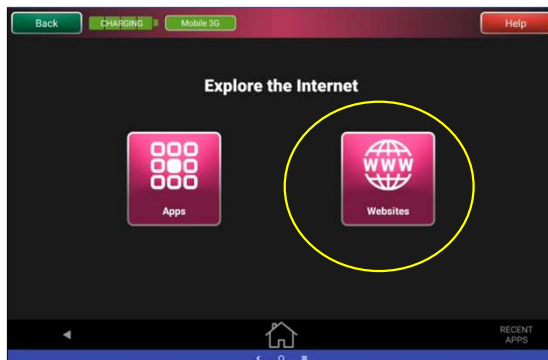 Back CHARGING Mobile 3G Help
Explore the Internet
WWW
Apps Websites
RECENT
APPS